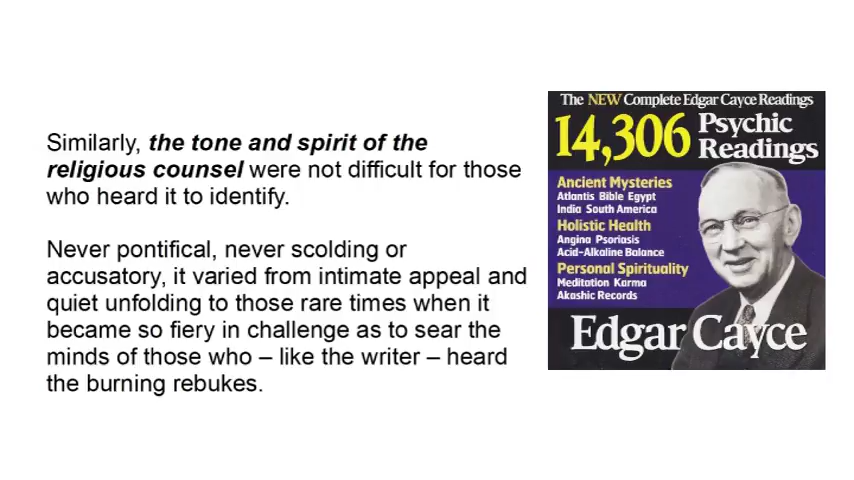 Similarly, the tone and spirit of the
religious counsel were not difficult for those
who heard it to identify.
Never pontifical, never scolding or
accusatory, it varied from intimate appeal and
quiet unfolding to those rare times when it
became so fiery in challenge as to sear the
minds of those who – like the writer – heard
the burning rebukes.
The NEW Complete Edgar Cayce Readings
14,306 Psychic
Readings
Ancient Mysteries
Atlantis Bible Egypt
India South America
Holistic Health
Angina Psoriasis
Acid-Alkaline Balance
Personal Spirituality
Meditation Karma
Akashic Records
Edgar Cayce